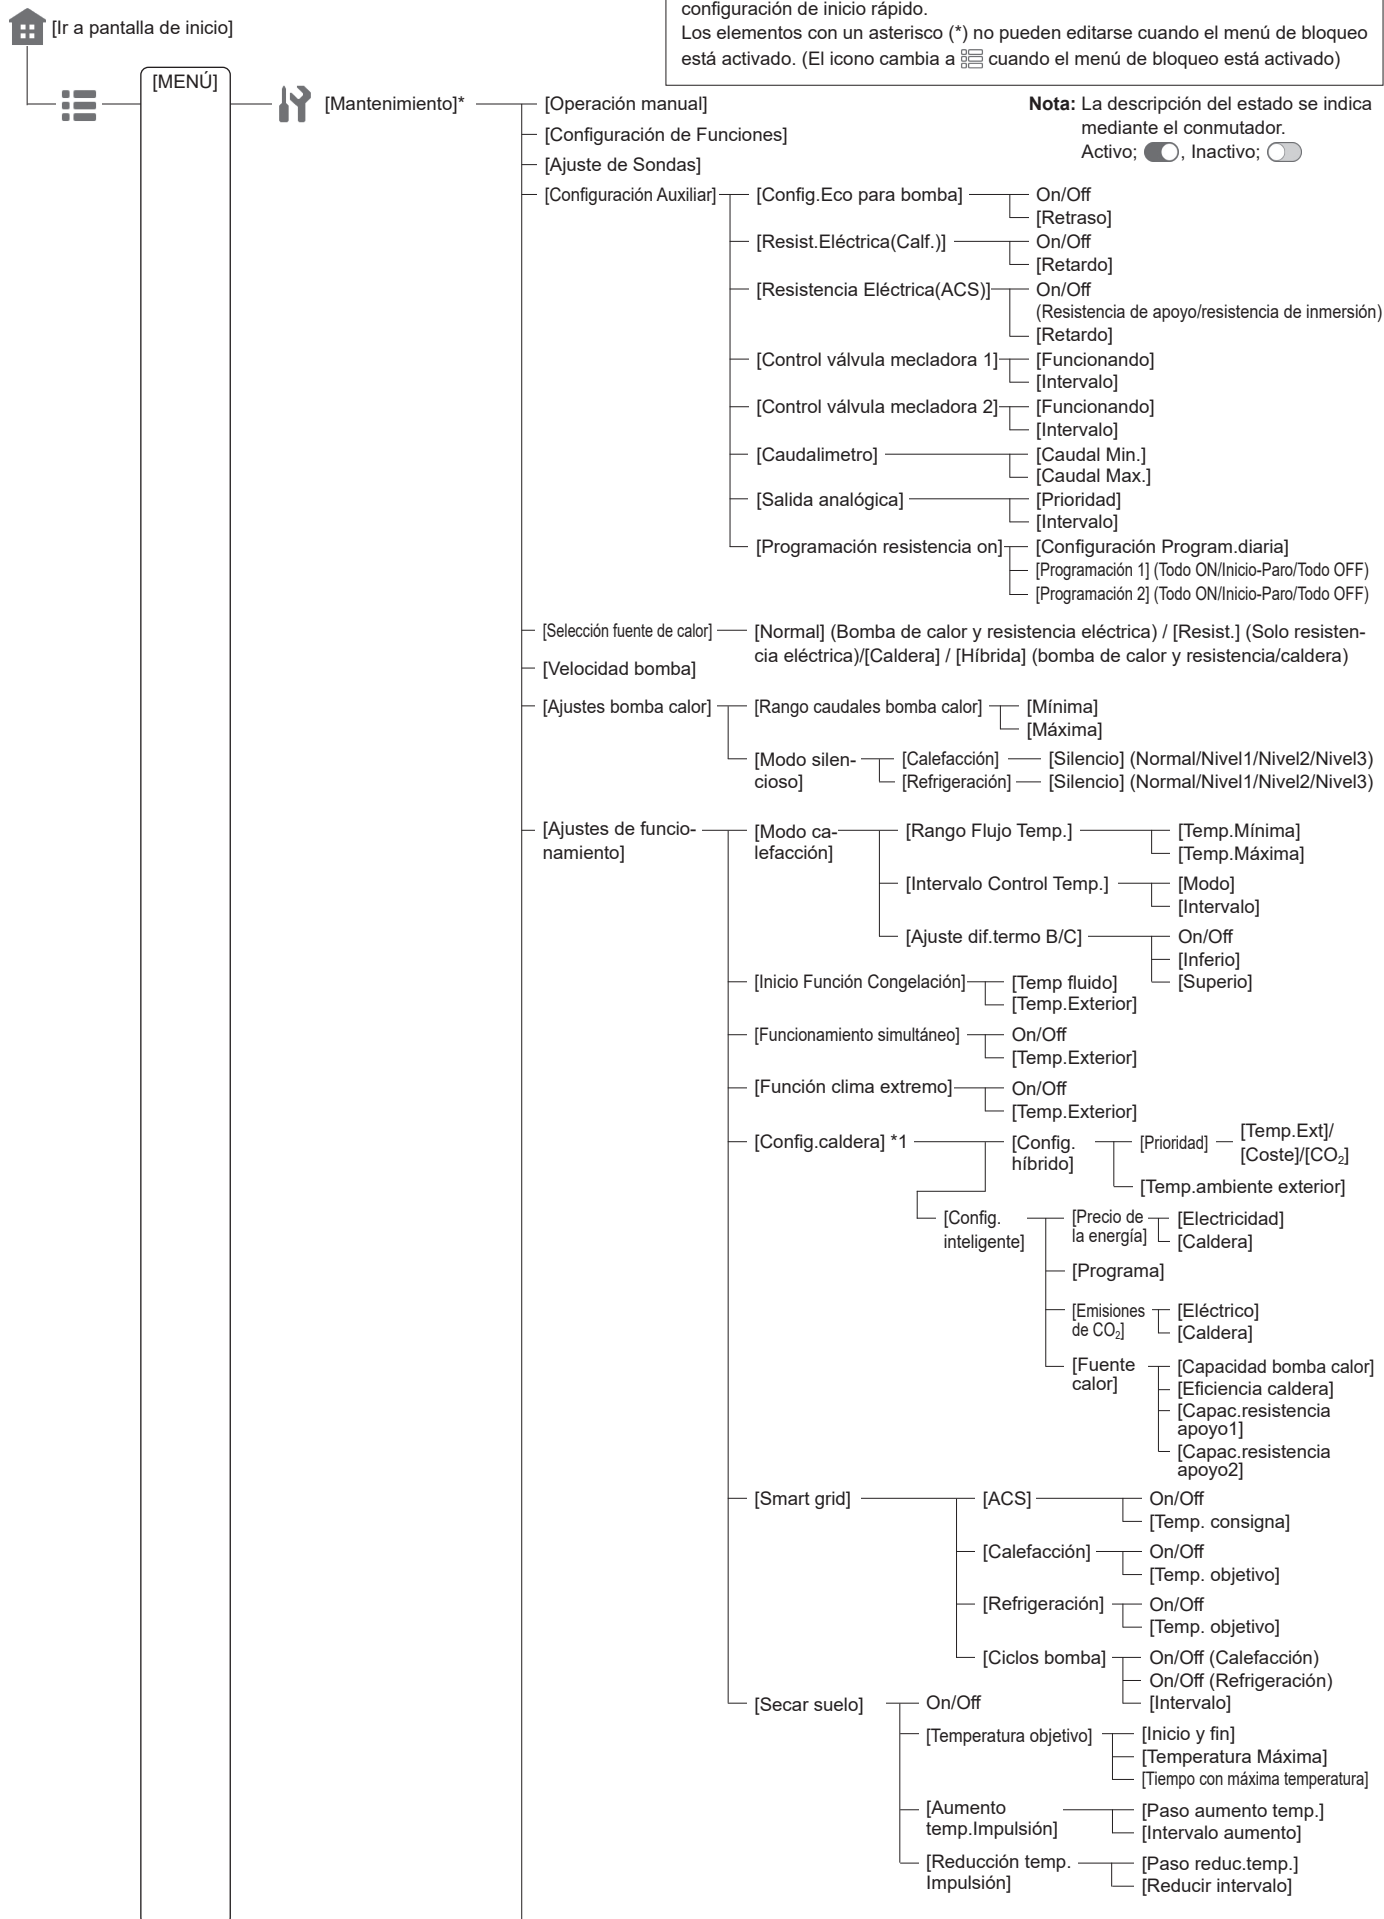 configuración de inicio rápido.
Los elementos con un asterisco (*) no pueden editarse cuando el menú de bloqueo
está activado. (El icono cambia a cuando el menú de bloqueo está activado)
[Ir a pantalla de inicio]
[MENÚ]
[Mantenimiento]*
Nota: La descripción del estado se indica
mediante el conmutador.
Activo; , Inactivo;
[Operación manual]
[Configuración de Funciones]
[Ajuste de Sondas]
[Configuración Auxiliar]
[Config.Eco para bomba]
On/Off
[Retraso]
[Resist.Eléctrica(Calf.)]
On/Off
[Retardo]
[Resistencia Eléctrica(ACS)]
On/Off
(Resistencia de apoyo/resistencia de inmersión)
[Retardo]
[Control válvula mecladora 1]
[Funcionando]
[Intervalo]
[Control válvula mecladora 2]
[Funcionando]
[Intervalo]
[Caudalimetro]
[Caudal Min.]
[Caudal Max.]
[Salida analógica]
[Prioridad]
[Intervalo]
[Programación resistencia on]
[Configuración Program.diaria]
[Programación 1] (Todo ON/Inicio-Paro/Todo OFF)
[Programación 2] (Todo ON/Inicio-Paro/Todo OFF)
[Selección fuente de calor]
[Normal] (Bomba de calor y resistencia eléctrica) / [Resist.] (Solo resisten-
cia eléctrica)/[Caldera] / [Híbrida] (bomba de calor y resistencia/caldera)
[Velocidad bomba]
[Ajustes bomba calor]
[Rango caudales bomba calor]
[Mínima]
[Máxima]
[Modo silen-
cioso]
[Calefacción]
[Silencio] (Normal/Nivel1/Nivel2/Nivel3)
[Refrigeración]
[Silencio] (Normal/Nivel1/Nivel2/Nivel3)
[Ajustes de funcio-
namiento]
[Modo ca-
lefacción]
[Rango Flujo Temp.]
[Temp.Mínima]
[Temp.Máxima]
[Intervalo Control Temp.]
[Modo]
[Intervalo]
[Ajuste dif.termo B/C]
On/Off
[Inferio]
[Superio]
[Inicio Función Congelación]
[Temp fluido]
[Temp.Exterior]
[Funcionamiento simultáneo]
On/Off
[Temp.Exterior]
[Función clima extremo]
On/Off
[Temp.Exterior]
[Config.caldera] *1
[Config.
híbrido]
[Prioridad]
[Temp.Ext]/
[Coste]/[CO₂]
[Temp.ambiente exterior]
[Config.
inteligente]
[Precio de
la energía]
[Electricidad]
[Caldera]
[Programa]
[Emisiones
de CO₂]
[Eléctrico]
[Caldera]
[Fuente
calor]
[Capacidad bomba calor]
[Eficiencia caldera]
[Capac.resistencia
apoyo1]
[Capac.resistencia
apoyo2]
[Smart grid]
[ACS]
On/Off
[Temp. consigna]
[Calefacción]
On/Off
[Temp. objetivo]
[Refrigeración]
On/Off
[Temp. objetivo]
[Ciclos bomba]
On/Off (Calefacción)
On/Off (Refrigeración)
[Intervalo]
[Secar suelo]
On/Off
[Temperatura objetivo]
[Inicio y fin]
[Temperatura Máxima]
[Tiempo con máxima temperatura]
[Aumento
temp.Impulsión]
[Paso aumento temp.]
[Intervalo aumento]
[Reducción temp.
Impulsión]
[Paso reduc.temp.]
[Reducir intervalo]